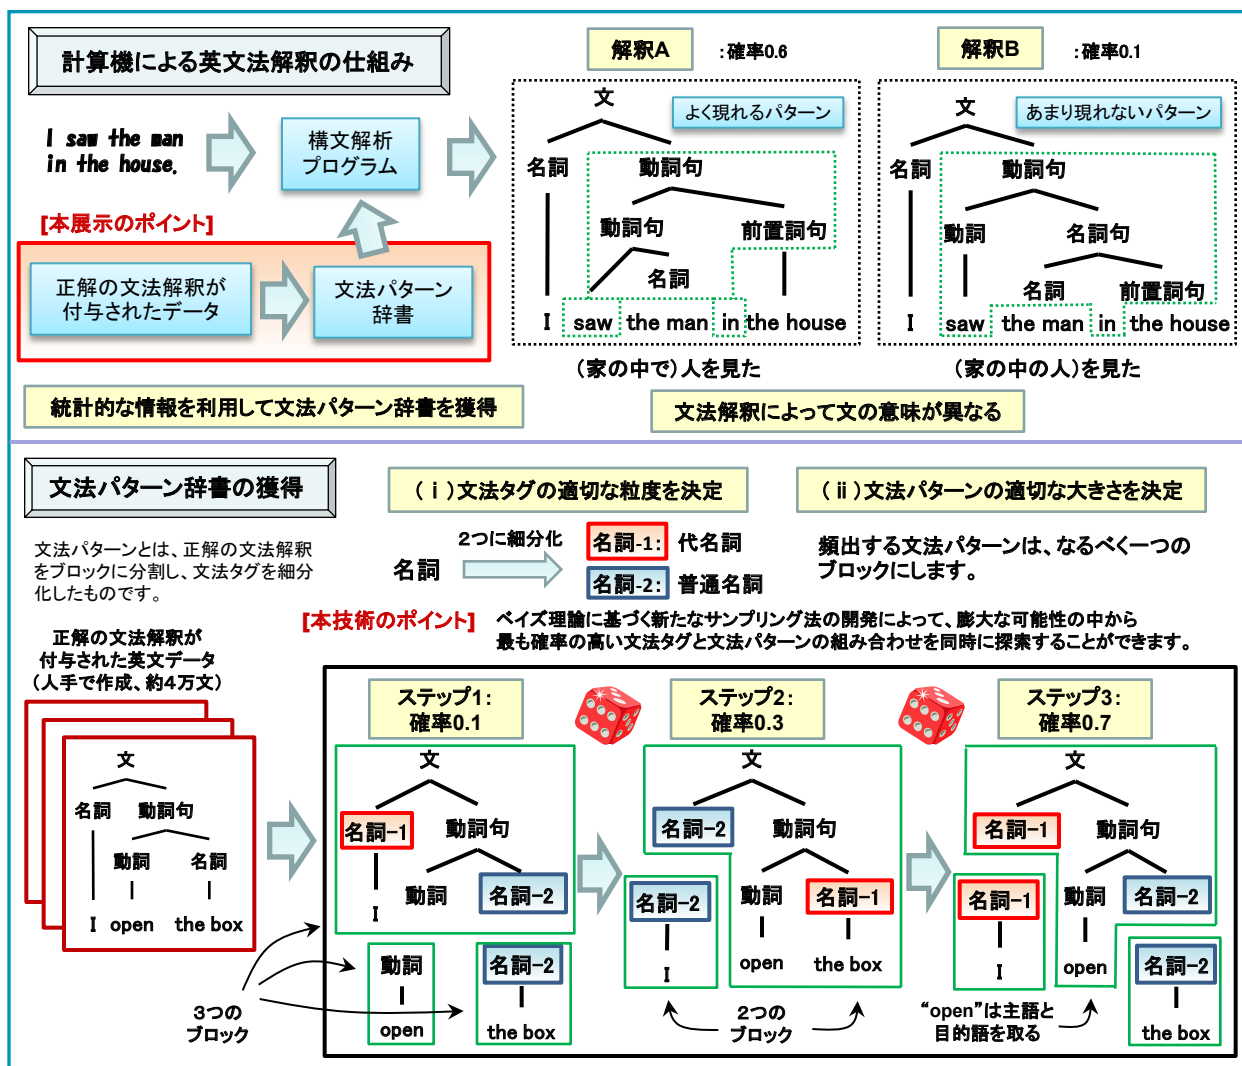 計算機による英文法解釈の仕組み
I saw the man
in the house.
構文解析
プログラム
[本展示のポイント]
正解の文法解釈が
付与されたデータ
文法パターン
辞書
統計的な情報を利用して文法パターン辞書を獲得
解釈A :確率0.6
よく現れるパターン
文
名詞 動詞句
動詞句 前置詞句
名詞
I saw the man in the house
(家の中で)人を見た
解釈B :確率0.1
あまり現れないパターン
文
名詞 動詞句
動詞 名詞句
名詞 前置詞句
I saw the man in the house
(家の中の人)を見た
文法解釈によって文の意味が異なる
文法パターン辞書の獲得
文法パターンとは、正解の文法解釈
をブロックに分割し、文法タグを細分
化したものです。
(ⅰ)文法タグの適切な粒度を決定
名詞
2つに細分化
名詞-1: 代名詞
名詞-2: 普通名詞
(ⅱ)文法パターンの適切な大きさを決定
頻出する文法パターンは、なるべく一つの
ブロックにします。
[本技術のポイント]
ベイズ理論に基づく新たなサンプリング法の開発によって、膨大な可能性の中から
最も確率の高い文法タグと文法パターンの組み合わせを同時に探索することができます。
正解の文法解釈が
付与された英文データ
(人手で作成、約4万文)
文
名詞 動詞句
動詞 名詞
I open the box
ステップ1:
確率0.1
文
名詞-1 動詞句
動詞 名詞-2
I
動詞 名詞-2
open the box
3つの
ブロック
ステップ2:
確率0.3
文
名詞-2 動詞句
動詞 名詞-1
open the box
名詞-2
I
2つの
ブロック
ステップ3:
確率0.7
文
名詞-1 動詞句
動詞 名詞-2
open
名詞-1
I
名詞-2
the box
“open”は主語と
目的語を取る